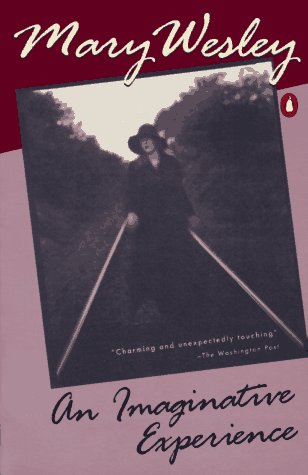 Mary Wesley
"Charming and unexpectedly touching"
—The Washington Post
An Imaginative
Experience